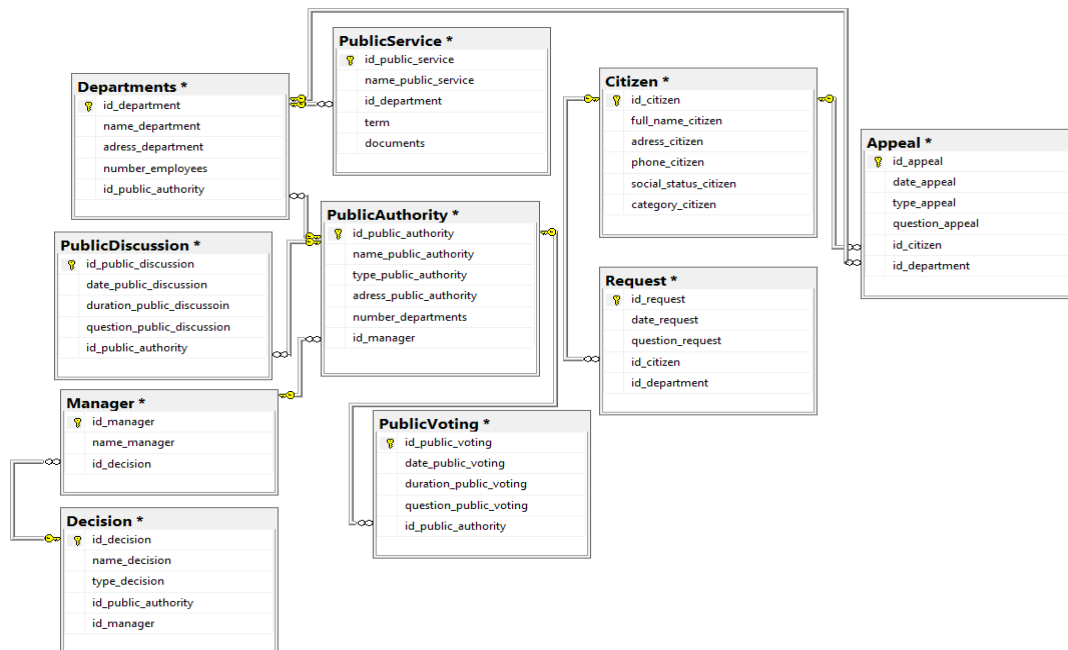 PublicService *
id_public_service
name_public_service
id_department
term
documents
Departments *
id_department
name_department
adress_department
number_employees
id_public_authority
Citizen *
id_citizen
full_name_citizen
adress_citizen
phone_citizen
social_status_citizen
category_citizen
Appeal *
id_appeal
date_appeal
type_appeal
question_appeal
id_citizen
id_department
PublicAuthority *
id_public_authority
name_public_authority
type_public_authority
adress_public_authority
number_departments
id_manager
PublicDiscussion *
id_public_discussion
date_public_discussion
duration_public_discussoin
question_public_discussion
id_public_authority
Request *
id_request
date_request
question_request
id_citizen
id_department
Manager *
id_manager
name_manager
id_decision
PublicVoting *
id_public_voting
date_public_voting
duration_public_voting
question_public_voting
id_public_authority
Decision *
id_decision
name_decision
type_decision
id_public_authority
id_manager